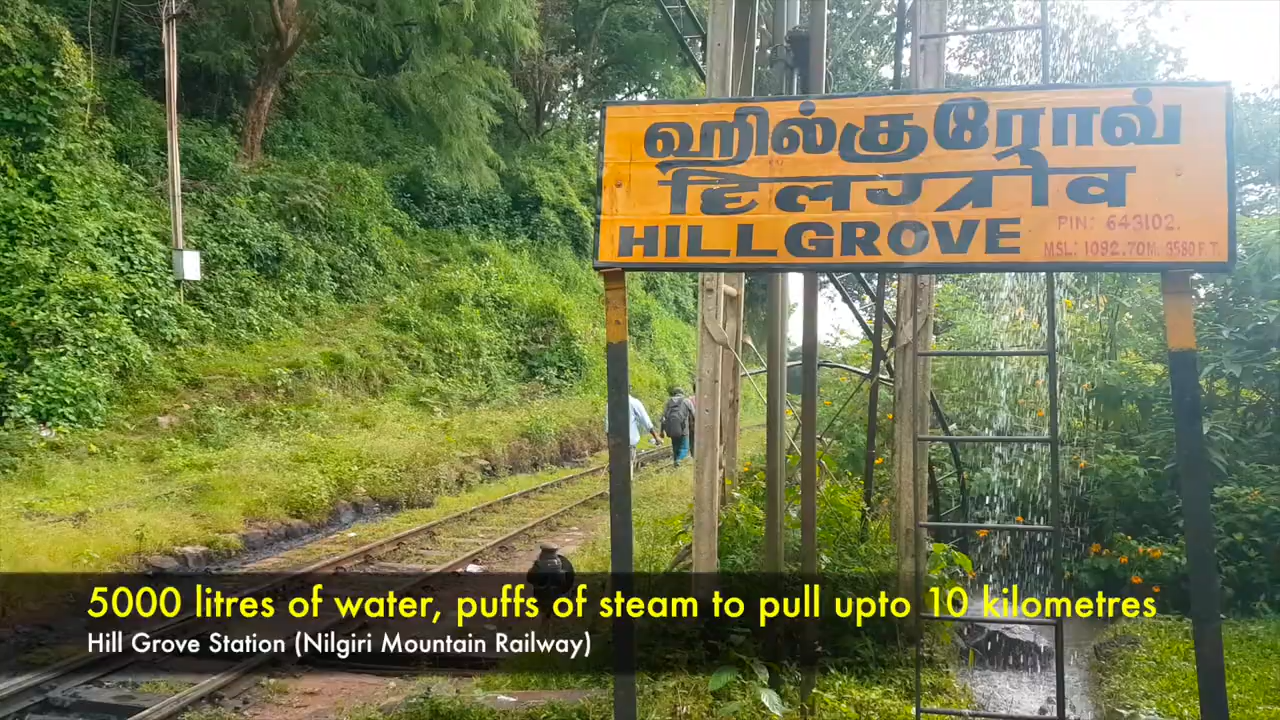 ஹில்குரோவ்
हिलग्रोव
HILLGROVE
PIN: 643102.
MSL: 1092.70M. 3580 F T.
5000 litres of water, puffs of steam to pull upto 10 kilometres
Hill Grove Station (Nilgiri Mountain Railway)